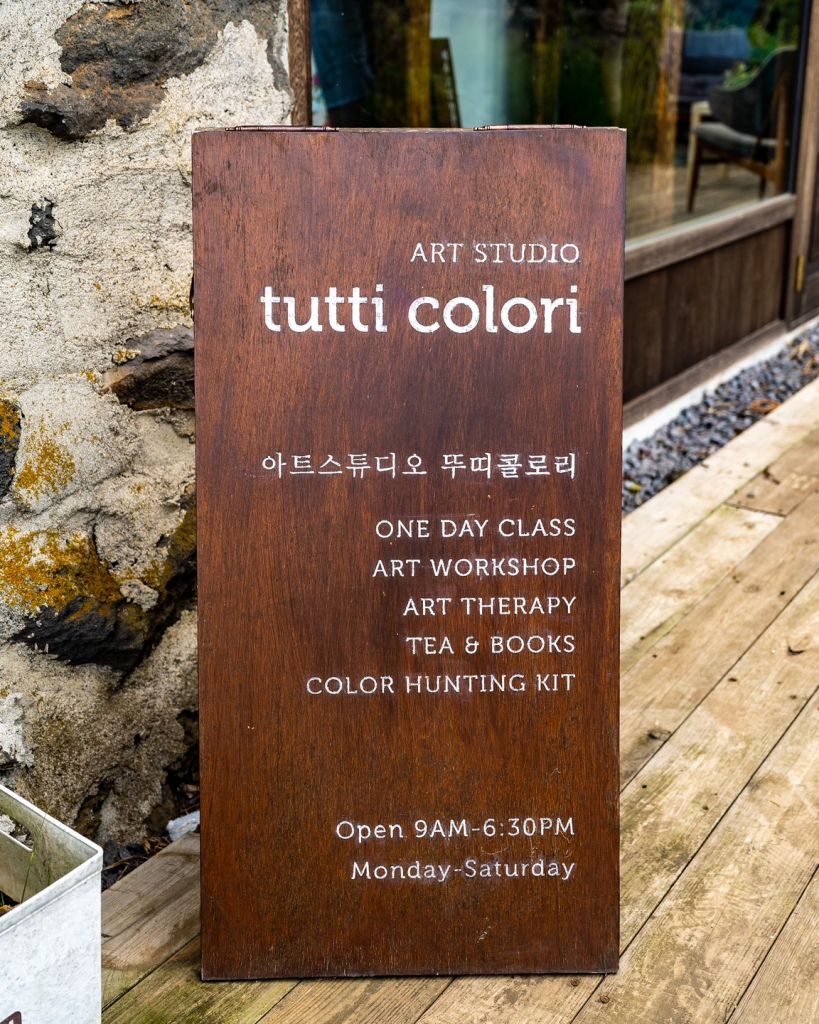 ART STUDIO
tutti colori
아트스튜디오 뚜띠콜로리
ONE DAY CLASS
ART WORKSHOP
ART THERAPY
TEA & BOOKS
COLOR HUNTING KIT
Open 9AM-6:30PM
Monday-Saturday